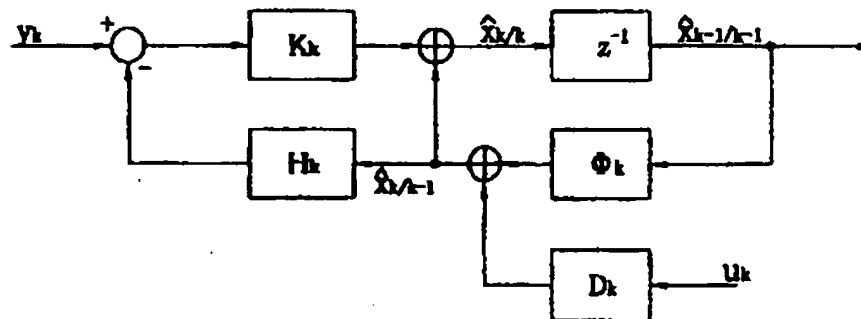 yk + - Kk x̂k/k z⁻¹ x̂k-1/k-1
Hk x̂k/k-1 Φk
Dk uk